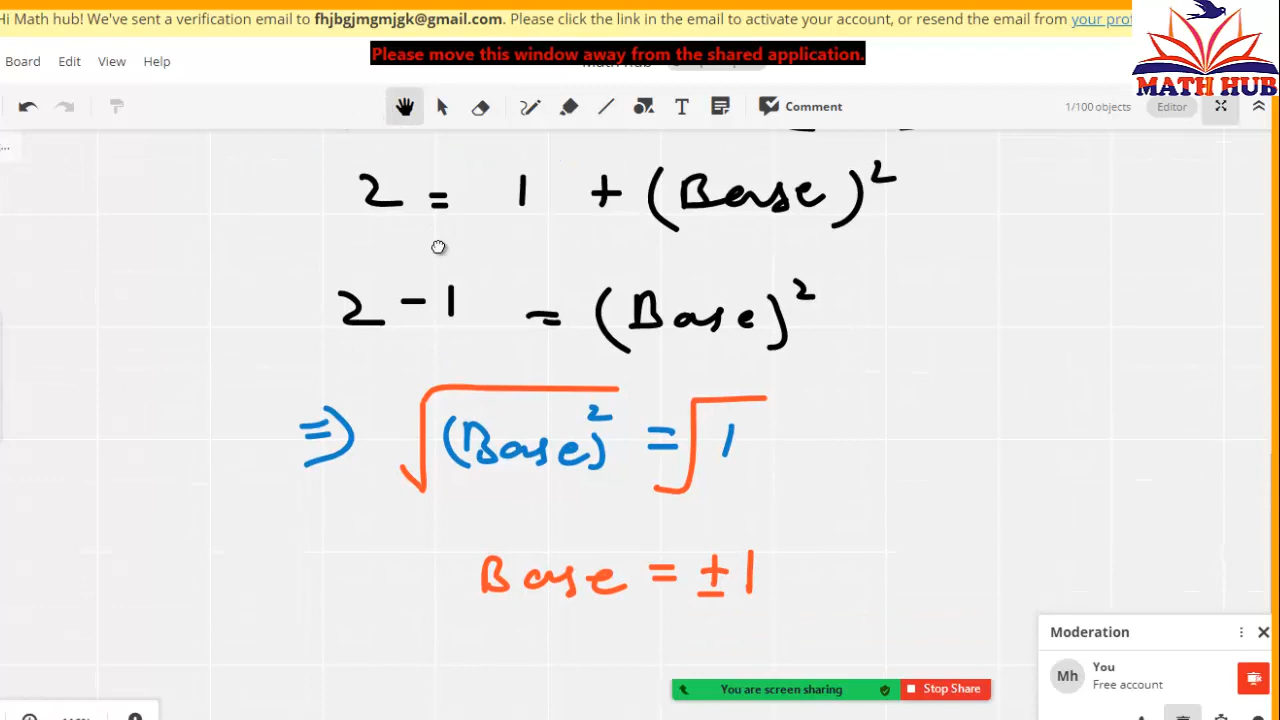 Hi Math hub! We've sent a verification email to fhjbgjmgmjgk@gmail.com. Please click the link in the email to activate your account, or resend the email from your prof
Please move this window away from the shared application.
Board Edit View Help
Comment
1/100 objects
Editor
MATH HUB
2 = 1 + (Base)²
2 - 1 = (Base)²
⇒ √(Base)² = √1
Base = ±1
Moderation
You
Mh
Free account
You are screen sharing
Stop Share